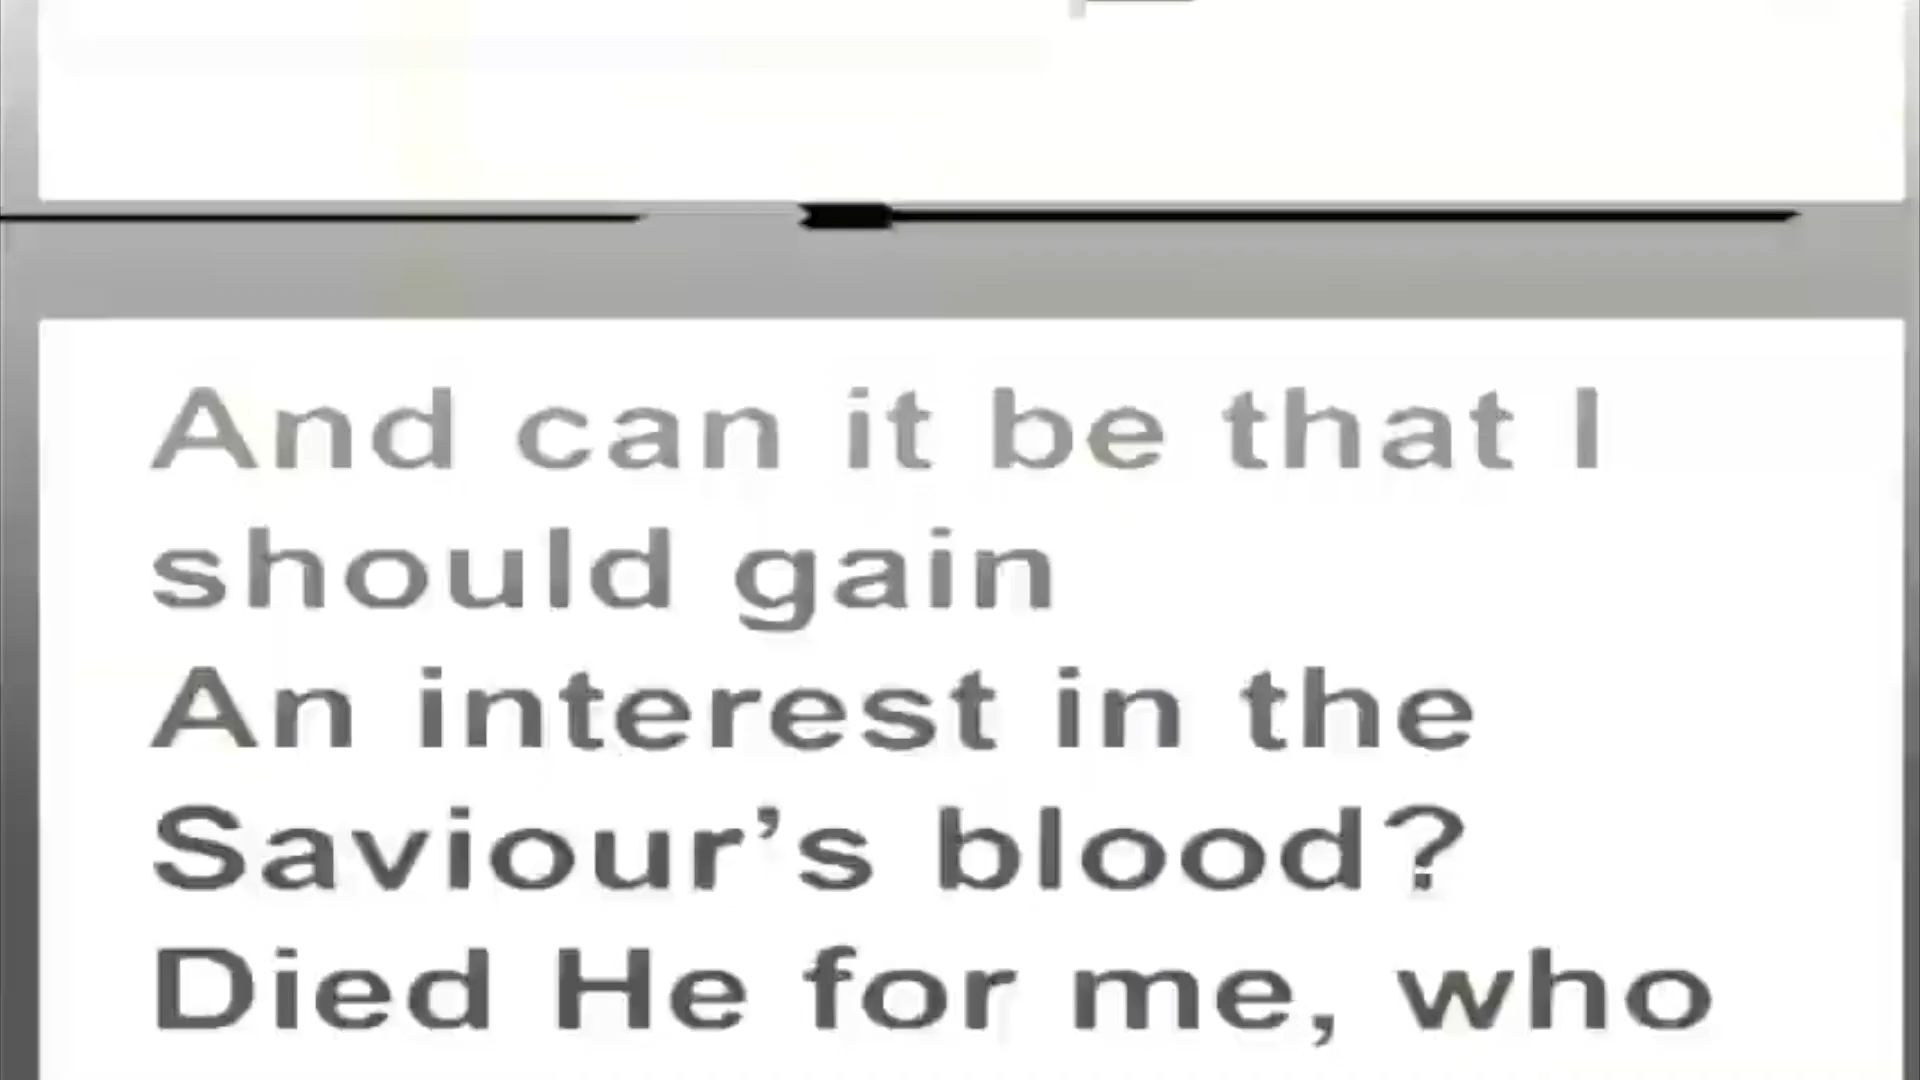 And can it be that I
should gain
An interest in the
Saviour’s blood?
Died He for me, who